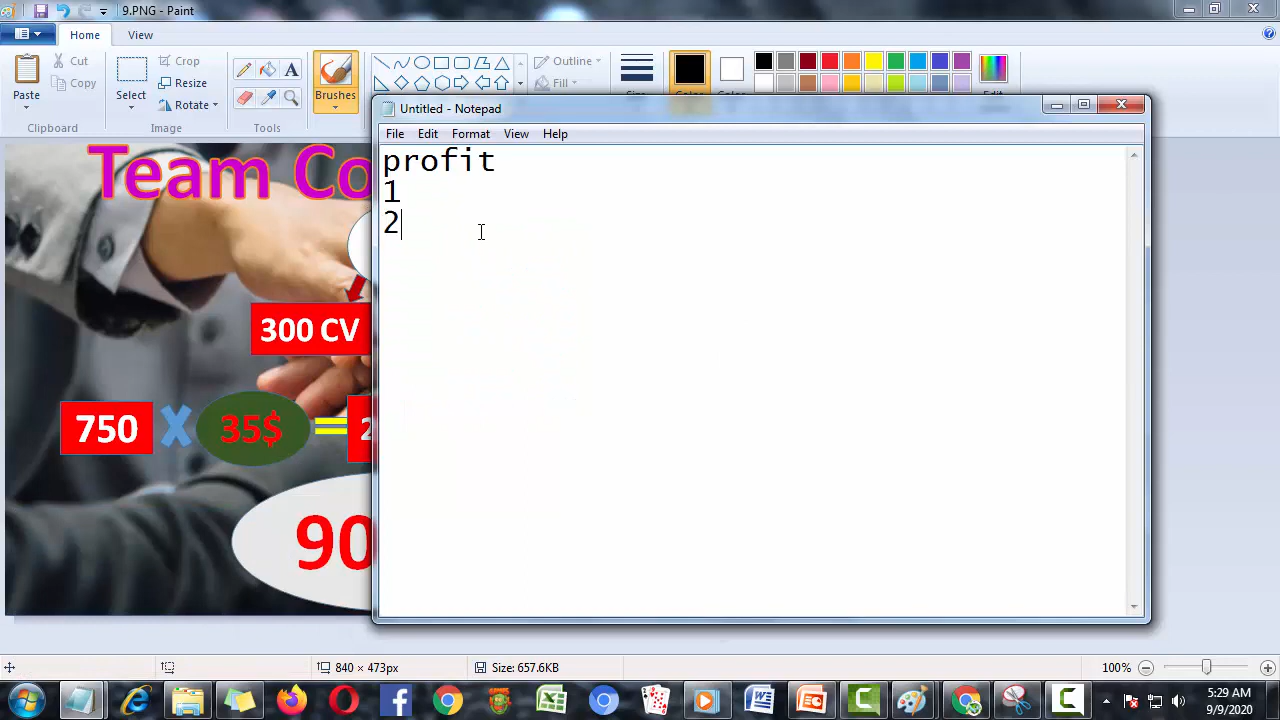 9.PNG - Paint
Home
View
Paste
Cut
Copy
Clipboard
Select
Crop
Resize
Rotate
Image
A
Tools
Brushes
Outline
Fill
Untitled - Notepad
File Edit Format View Help
profit
1
2
Team Co
300 CV
750 X 35$ = 2
90
840 × 473px
Size: 657.6KB
100%
5:29 AM
9/9/2020